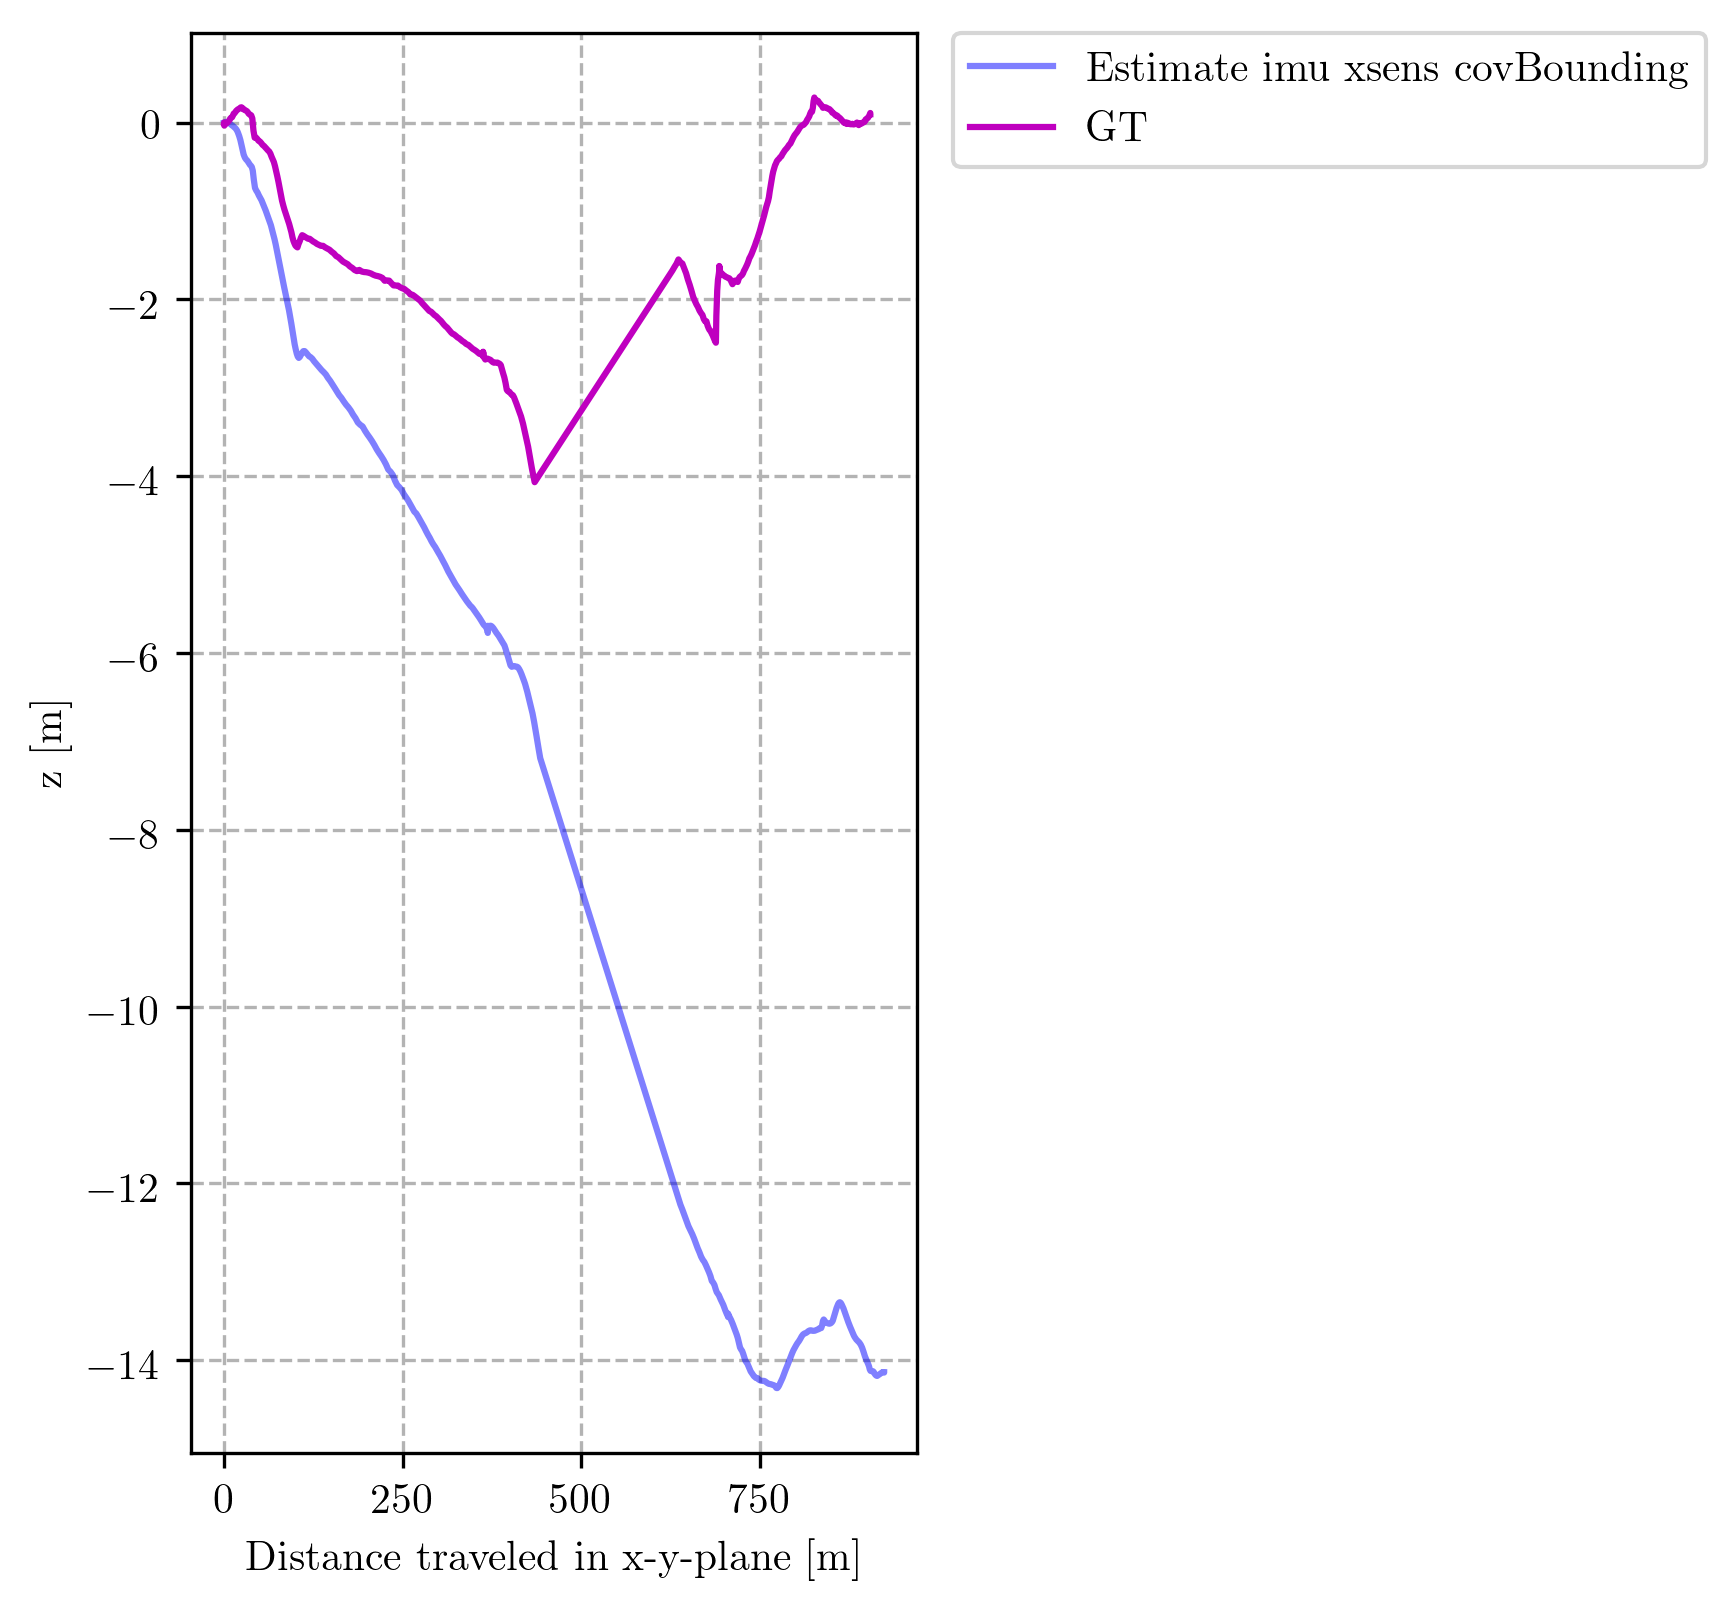 Estimate imu xsens covBounding
GT
0
−2
−4
−6
−8
−10
−12
−14
z [m]
0 250 500 750
Distance traveled in x-y-plane [m]